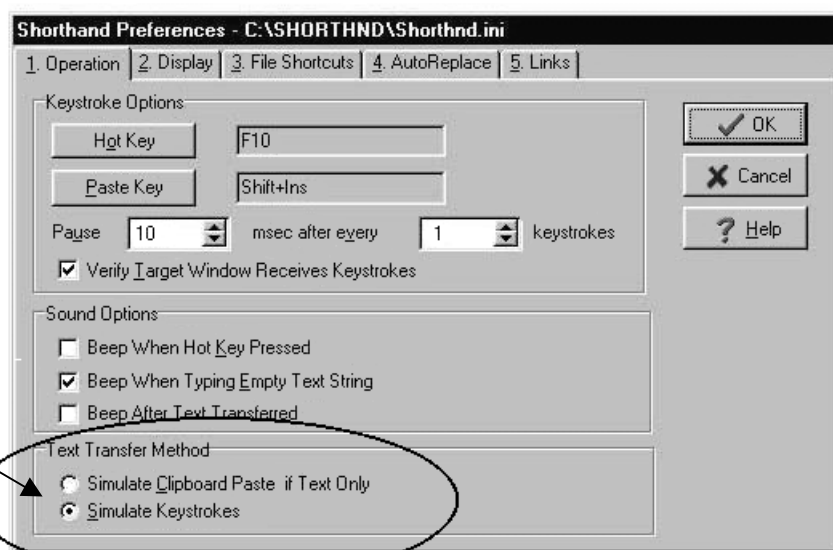 Shorthand Preferences - C:\SHORTHND\Shorthnd.ini
1. Operation 2. Display 3. File Shortcuts 4. AutoReplace 5. Links
Keystroke Options
Hot Key F10
Paste Key Shift+Ins
Pause 10 msec after every 1 keystrokes
Verify Target Window Receives Keystrokes
OK
Cancel
Help
Sound Options
Beep When Hot Key Pressed
Beep When Typing Empty Text String
Beep After Text Transferred
Text Transfer Method
Simulate Clipboard Paste if Text Only
Simulate Keystrokes